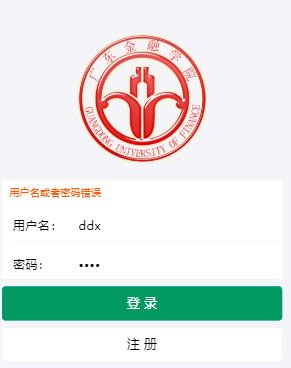 广东金融学院
GUANGDONG UNIVERSITY OF FINANCE
用户名或者密码错误
用户名: ddx
密码: ••••
登 录
注 册